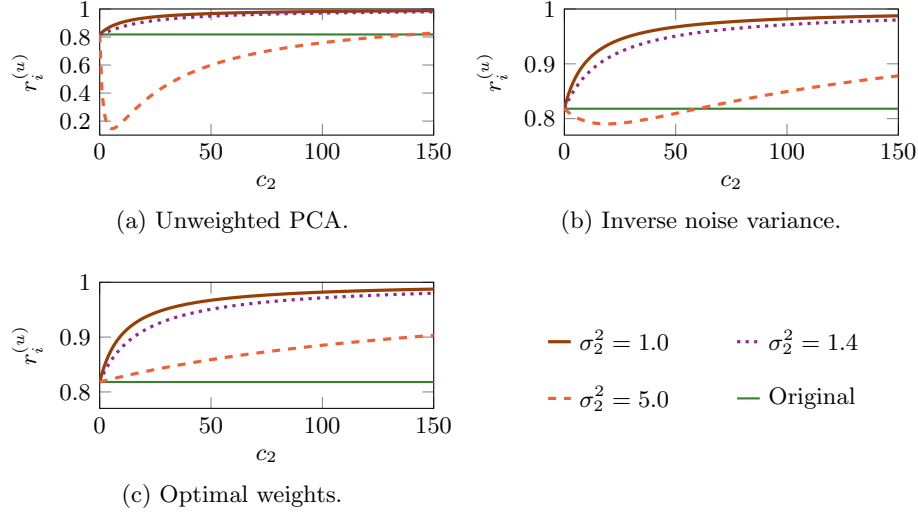 1
0.8
0.6
0.4
0.2
r_i^{(u)}
0 50 100 150
c_2
(a) Unweighted PCA.
1
0.9
0.8
r_i^{(u)}
0 50 100 150
c_2
(b) Inverse noise variance.
1
0.9
0.8
r_i^{(u)}
0 50 100 150
c_2
(c) Optimal weights.
σ_2^2 = 1.0 σ_2^2 = 1.4
σ_2^2 = 5.0 Original